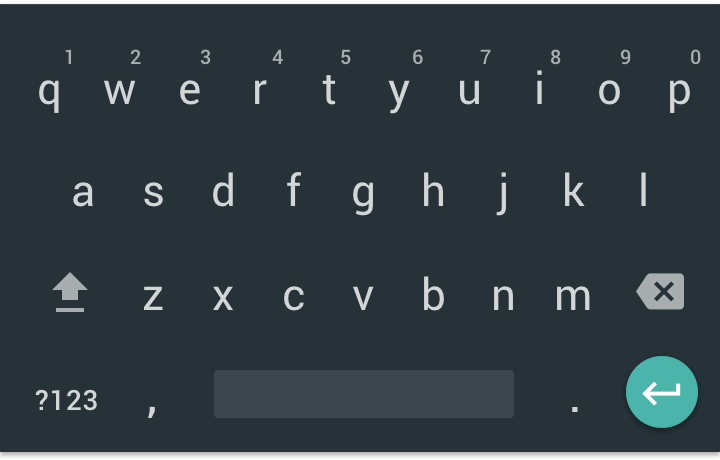 1 2 3 4 5 6 7 8 9 0
q w e r t y u i o p
a s d f g h j k l
z x c v b n m
?123 , .